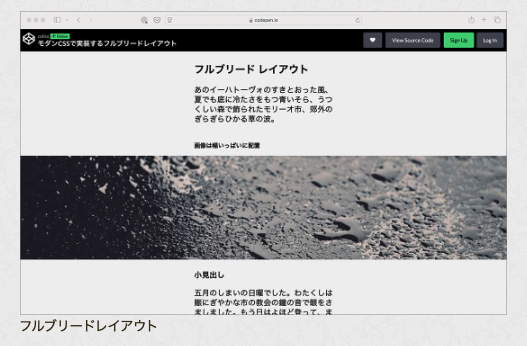 codepen.io
coliss + Follow
モダンCSSで実装するフルブリードレイアウト
View Source Code
Sign Up
Log In
フルブリード レイアウト
あのイーハトーヴォのすきとおった風、
夏でも底に冷たさをもつ青いそら、うつ
くしい森で飾られたモリーオ市、郊外の
ぎらぎらひかる草の波。
画像は幅いっぱいに配置
小見出し
五月のしまいの日曜でした。わたくしは
賑にぎやかな市の教会の鐘の音で眼をさ
ましました。もう日はよほど登って、ま
フルブリードレイアウト